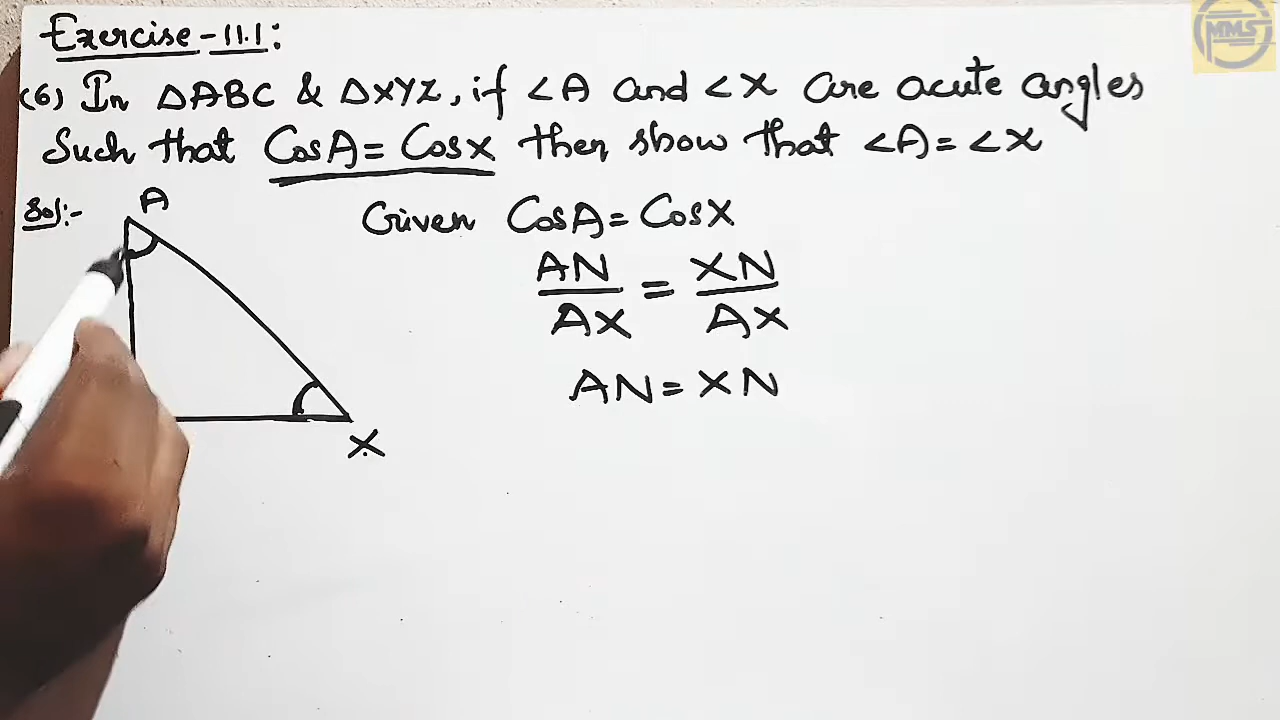 Exercise-11.1:
(6) In △ABC & △XYZ, if ∠A and ∠X are acute angles
Such that CosA = CosX then show that ∠A = ∠X
Sol:-
A
X
Given CosA = CosX
AN/AX = XN/AX
AN = XN
MMS